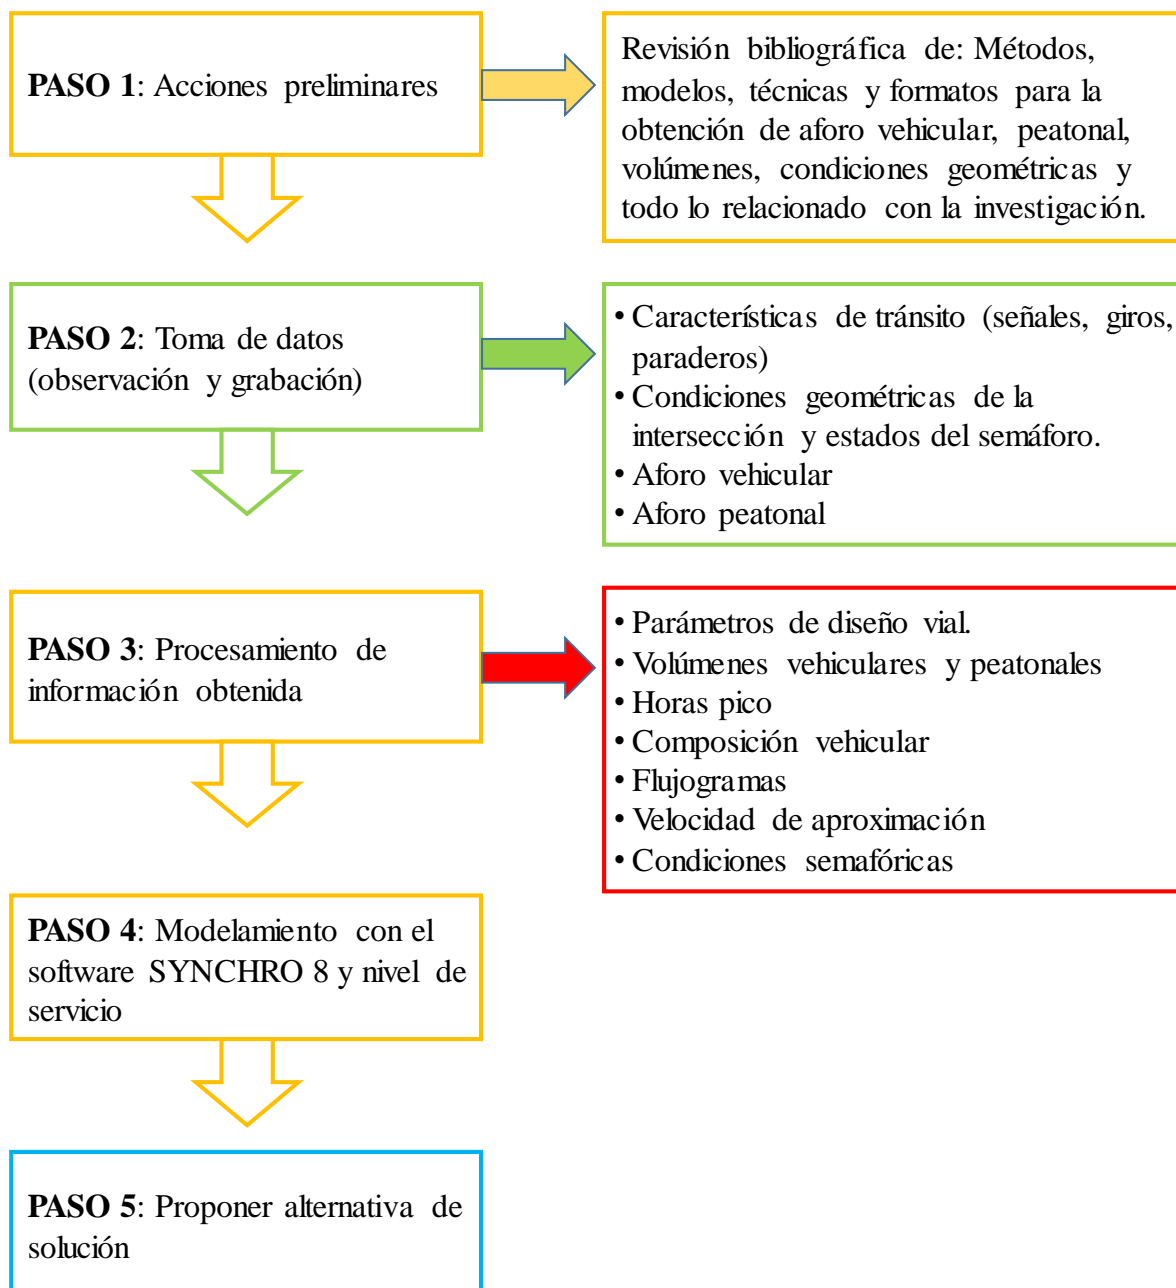 PASO 1: Acciones preliminares
Revisión bibliográfica de: Métodos,
modelos, técnicas y formatos para la
obtención de aforo vehicular, peatonal,
volúmenes, condiciones geométricas y
todo lo relacionado con la investigación.
PASO 2: Toma de datos
(observación y grabación)
• Características de tránsito (señales, giros,
paraderos)
• Condiciones geométricas de la
intersección y estados del semáforo.
• Aforo vehicular
• Aforo peatonal
PASO 3: Procesamiento de
información obtenida
• Parámetros de diseño vial.
• Volúmenes vehiculares y peatonales
• Horas pico
• Composición vehicular
• Flujogramas
• Velocidad de aproximación
• Condiciones semafóricas
PASO 4: Modelamiento con el
software SYNCHRO 8 y nivel de
servicio
PASO 5: Proponer alternativa de
solución